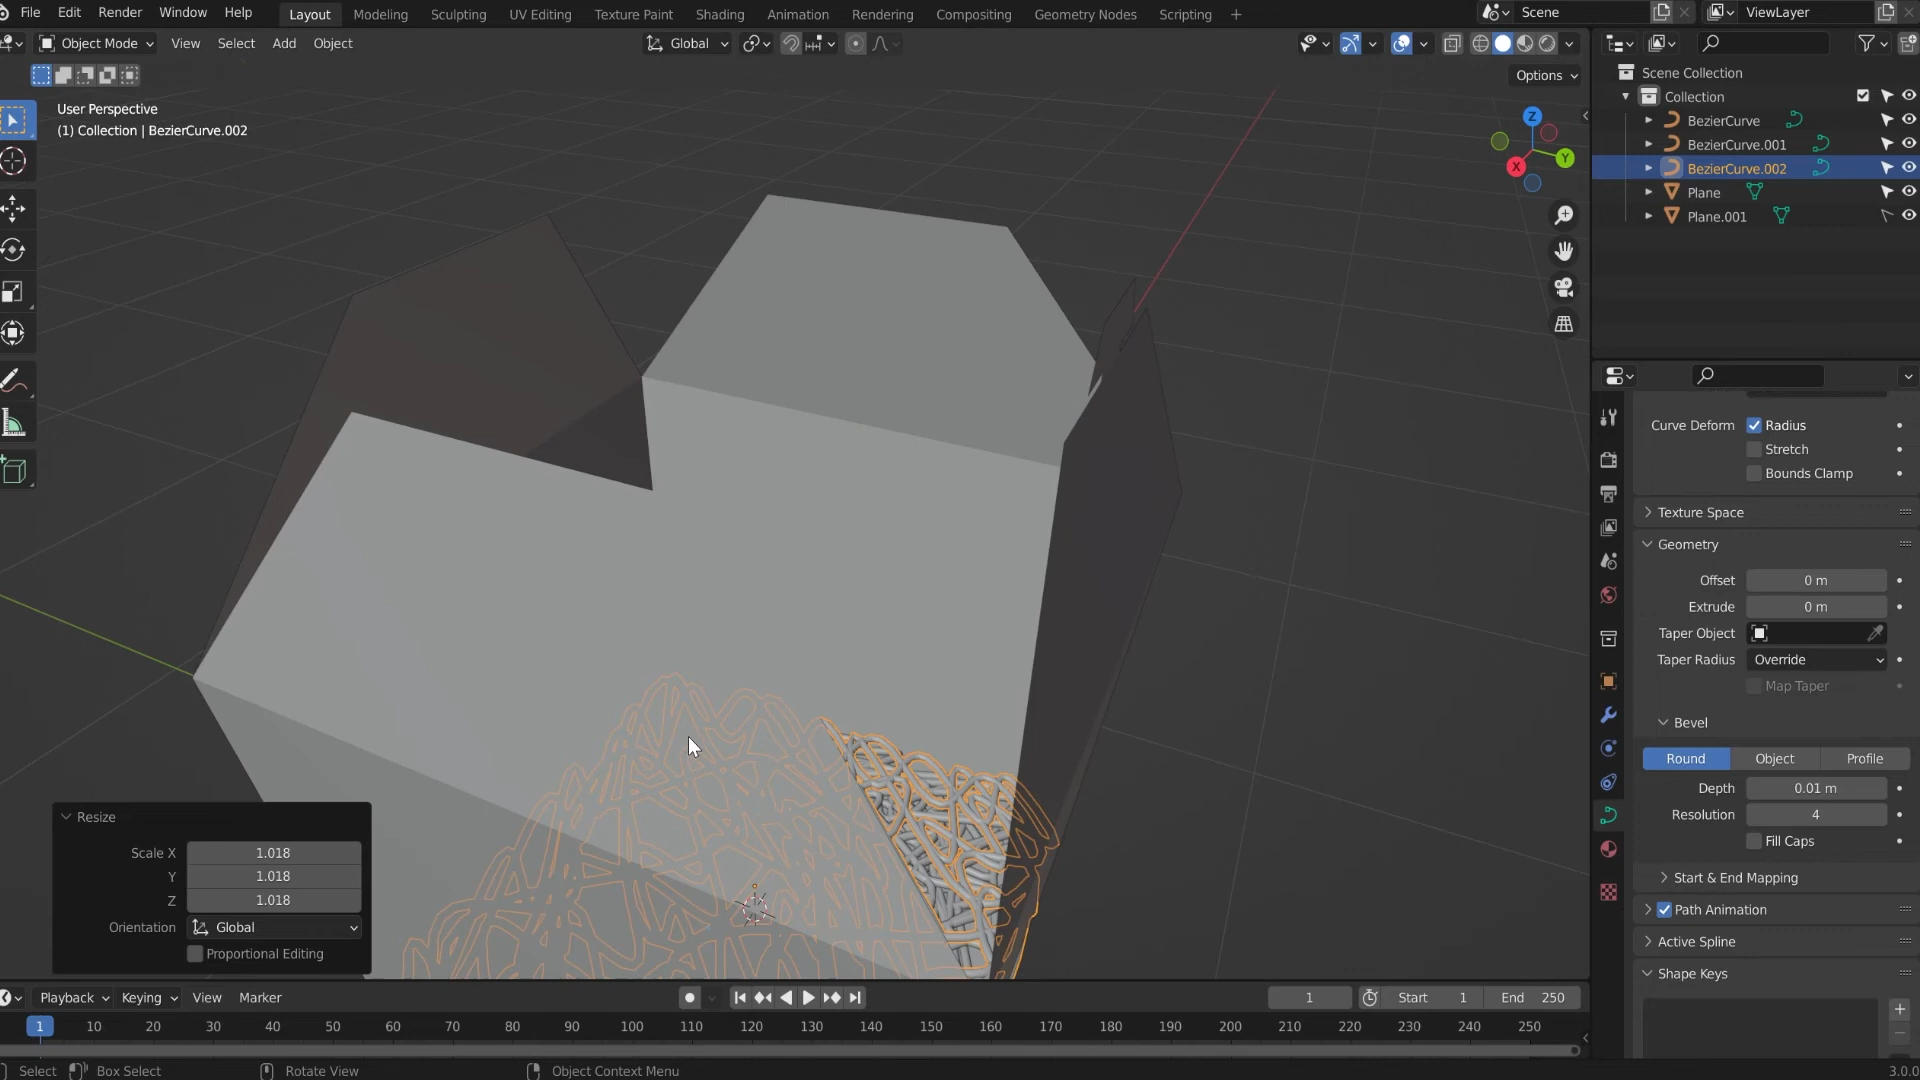 File Edit Render Window Help Layout Modeling Sculpting UV Editing Texture Paint Shading Animation Rendering Compositing Geometry Nodes Scripting + Scene ViewLayer
Object Mode View Select Add Object Global
Options
User Perspective
(1) Collection | BezierCurve.002
Z
Y
X
Scene Collection
Collection
BezierCurve
BezierCurve.001
BezierCurve.002
Plane
Plane.001
Curve Deform Radius
Stretch
Bounds Clamp
Texture Space
Geometry
Offset 0 m
Extrude 0 m
Taper Object
Taper Radius Override
Map Taper
Bevel
Round Object Profile
Depth 0.01 m
Resolution 4
Fill Caps
Start & End Mapping
Path Animation
Active Spline
Shape Keys
Resize
Scale X 1.018
Y 1.018
Z 1.018
Orientation Global
Proportional Editing
Playback Keying View Marker 1 Start 1 End 250
1 10 20 30 40 50 60 70 80 90 100 110 120 130 140 150 160 170 180 190 200 210 220 230 240 250
Select Box Select Rotate View Object Context Menu 3.0.0